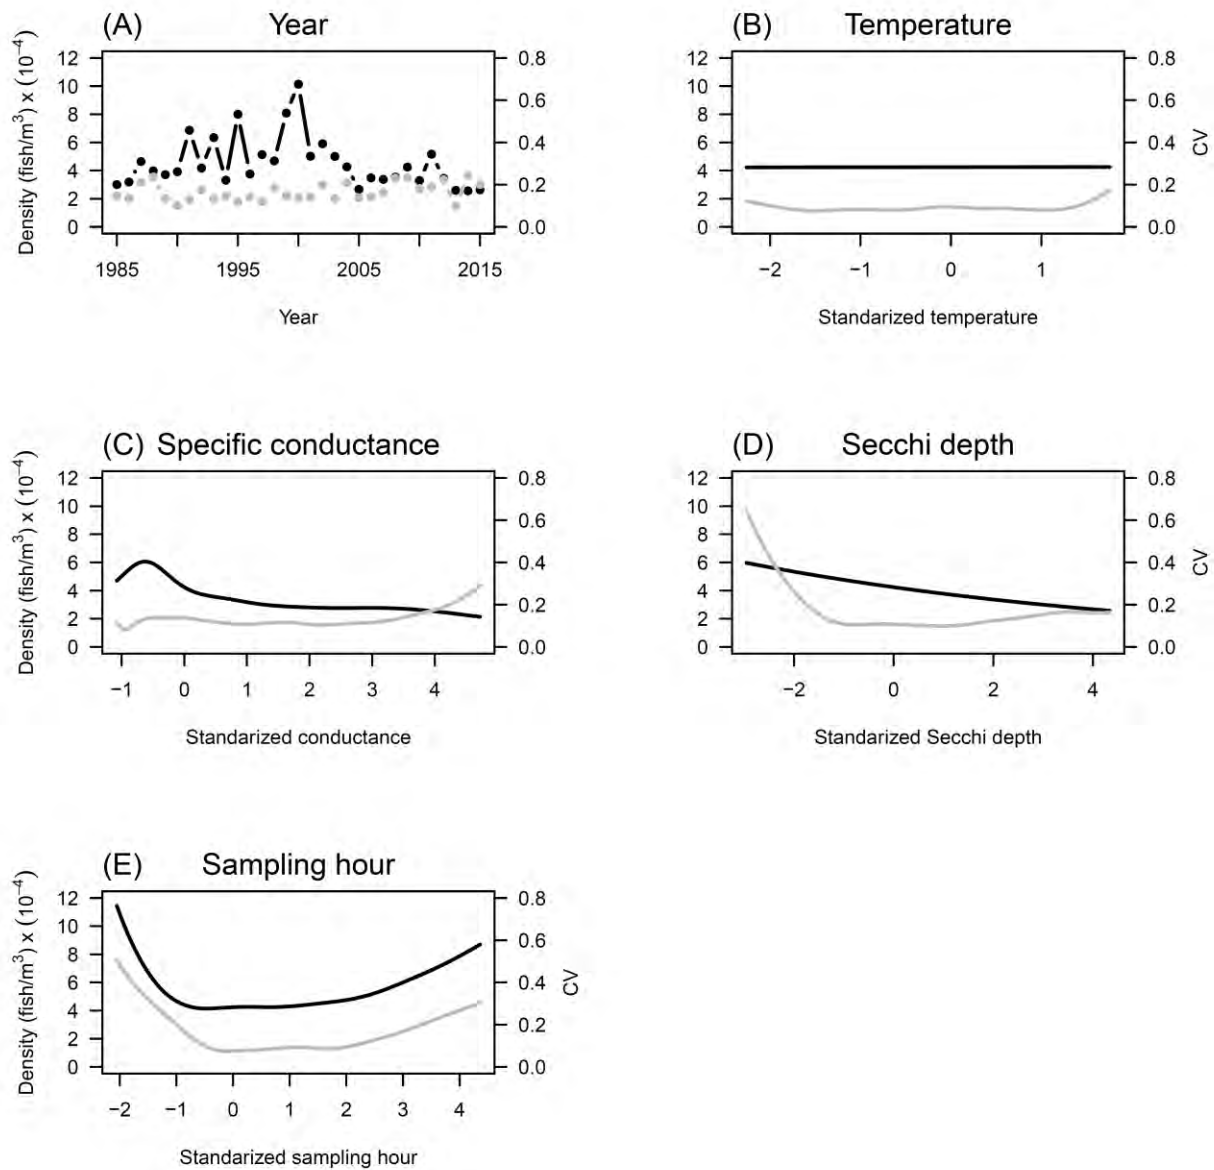 (A) Year
Density (fish/m³) x (10⁻⁴)
12
10
8
6
4
2
0
0.8
0.6
0.4
0.2
0.0
1985 1995 2005 2015
Year
(B) Temperature
12
10
8
6
4
2
0
0.8
0.6
0.4
0.2
0.0
CV
−2 −1 0 1
Standarized temperature
(C) Specific conductance
Density (fish/m³) x (10⁻⁴)
12
10
8
6
4
2
0
0.8
0.6
0.4
0.2
0.0
−1 0 1 2 3 4
Standarized conductance
(D) Secchi depth
12
10
8
6
4
2
0
0.8
0.6
0.4
0.2
0.0
CV
−2 0 2 4
Standarized Secchi depth
(E) Sampling hour
Density (fish/m³) x (10⁻⁴)
12
10
8
6
4
2
0
0.8
0.6
0.4
0.2
0.0
CV
−2 −1 0 1 2 3 4
Standarized sampling hour